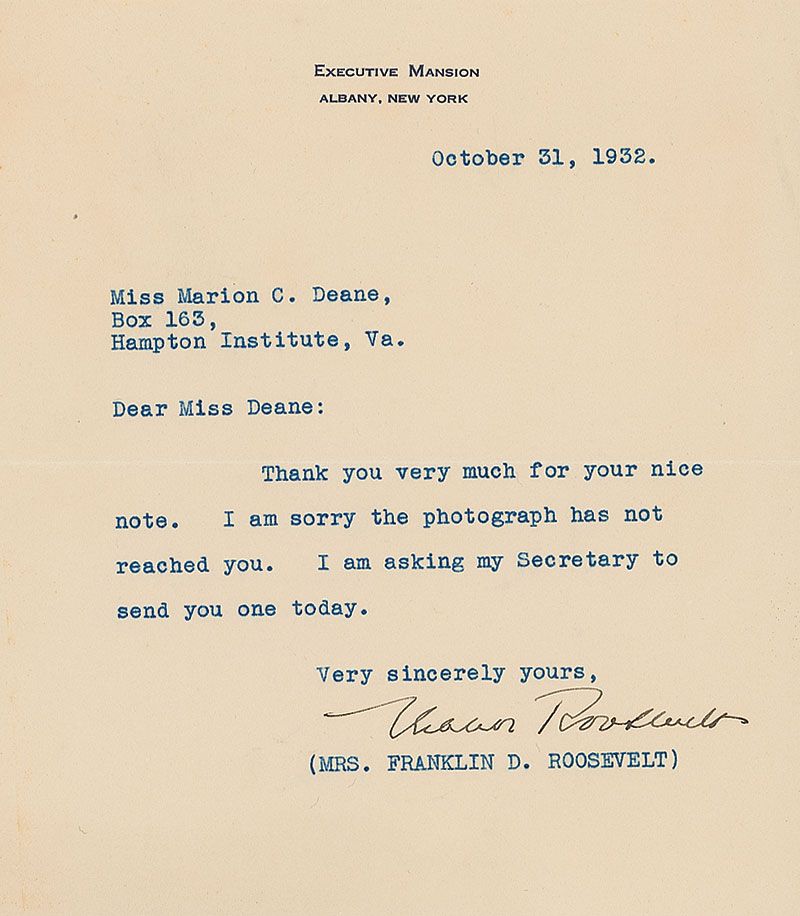 EXECUTIVE MANSION
ALBANY, NEW YORK
October 31, 1932.
Miss Marion C. Deane,
Box 163,
Hampton Institute, Va.
Dear Miss Deane:
Thank you very much for your nice
note. I am sorry the photograph has not
reached you. I am asking my Secretary to
send you one today.
Very sincerely yours,
Eleanor Roosevelt
(MRS. FRANKLIN D. ROOSEVELT)